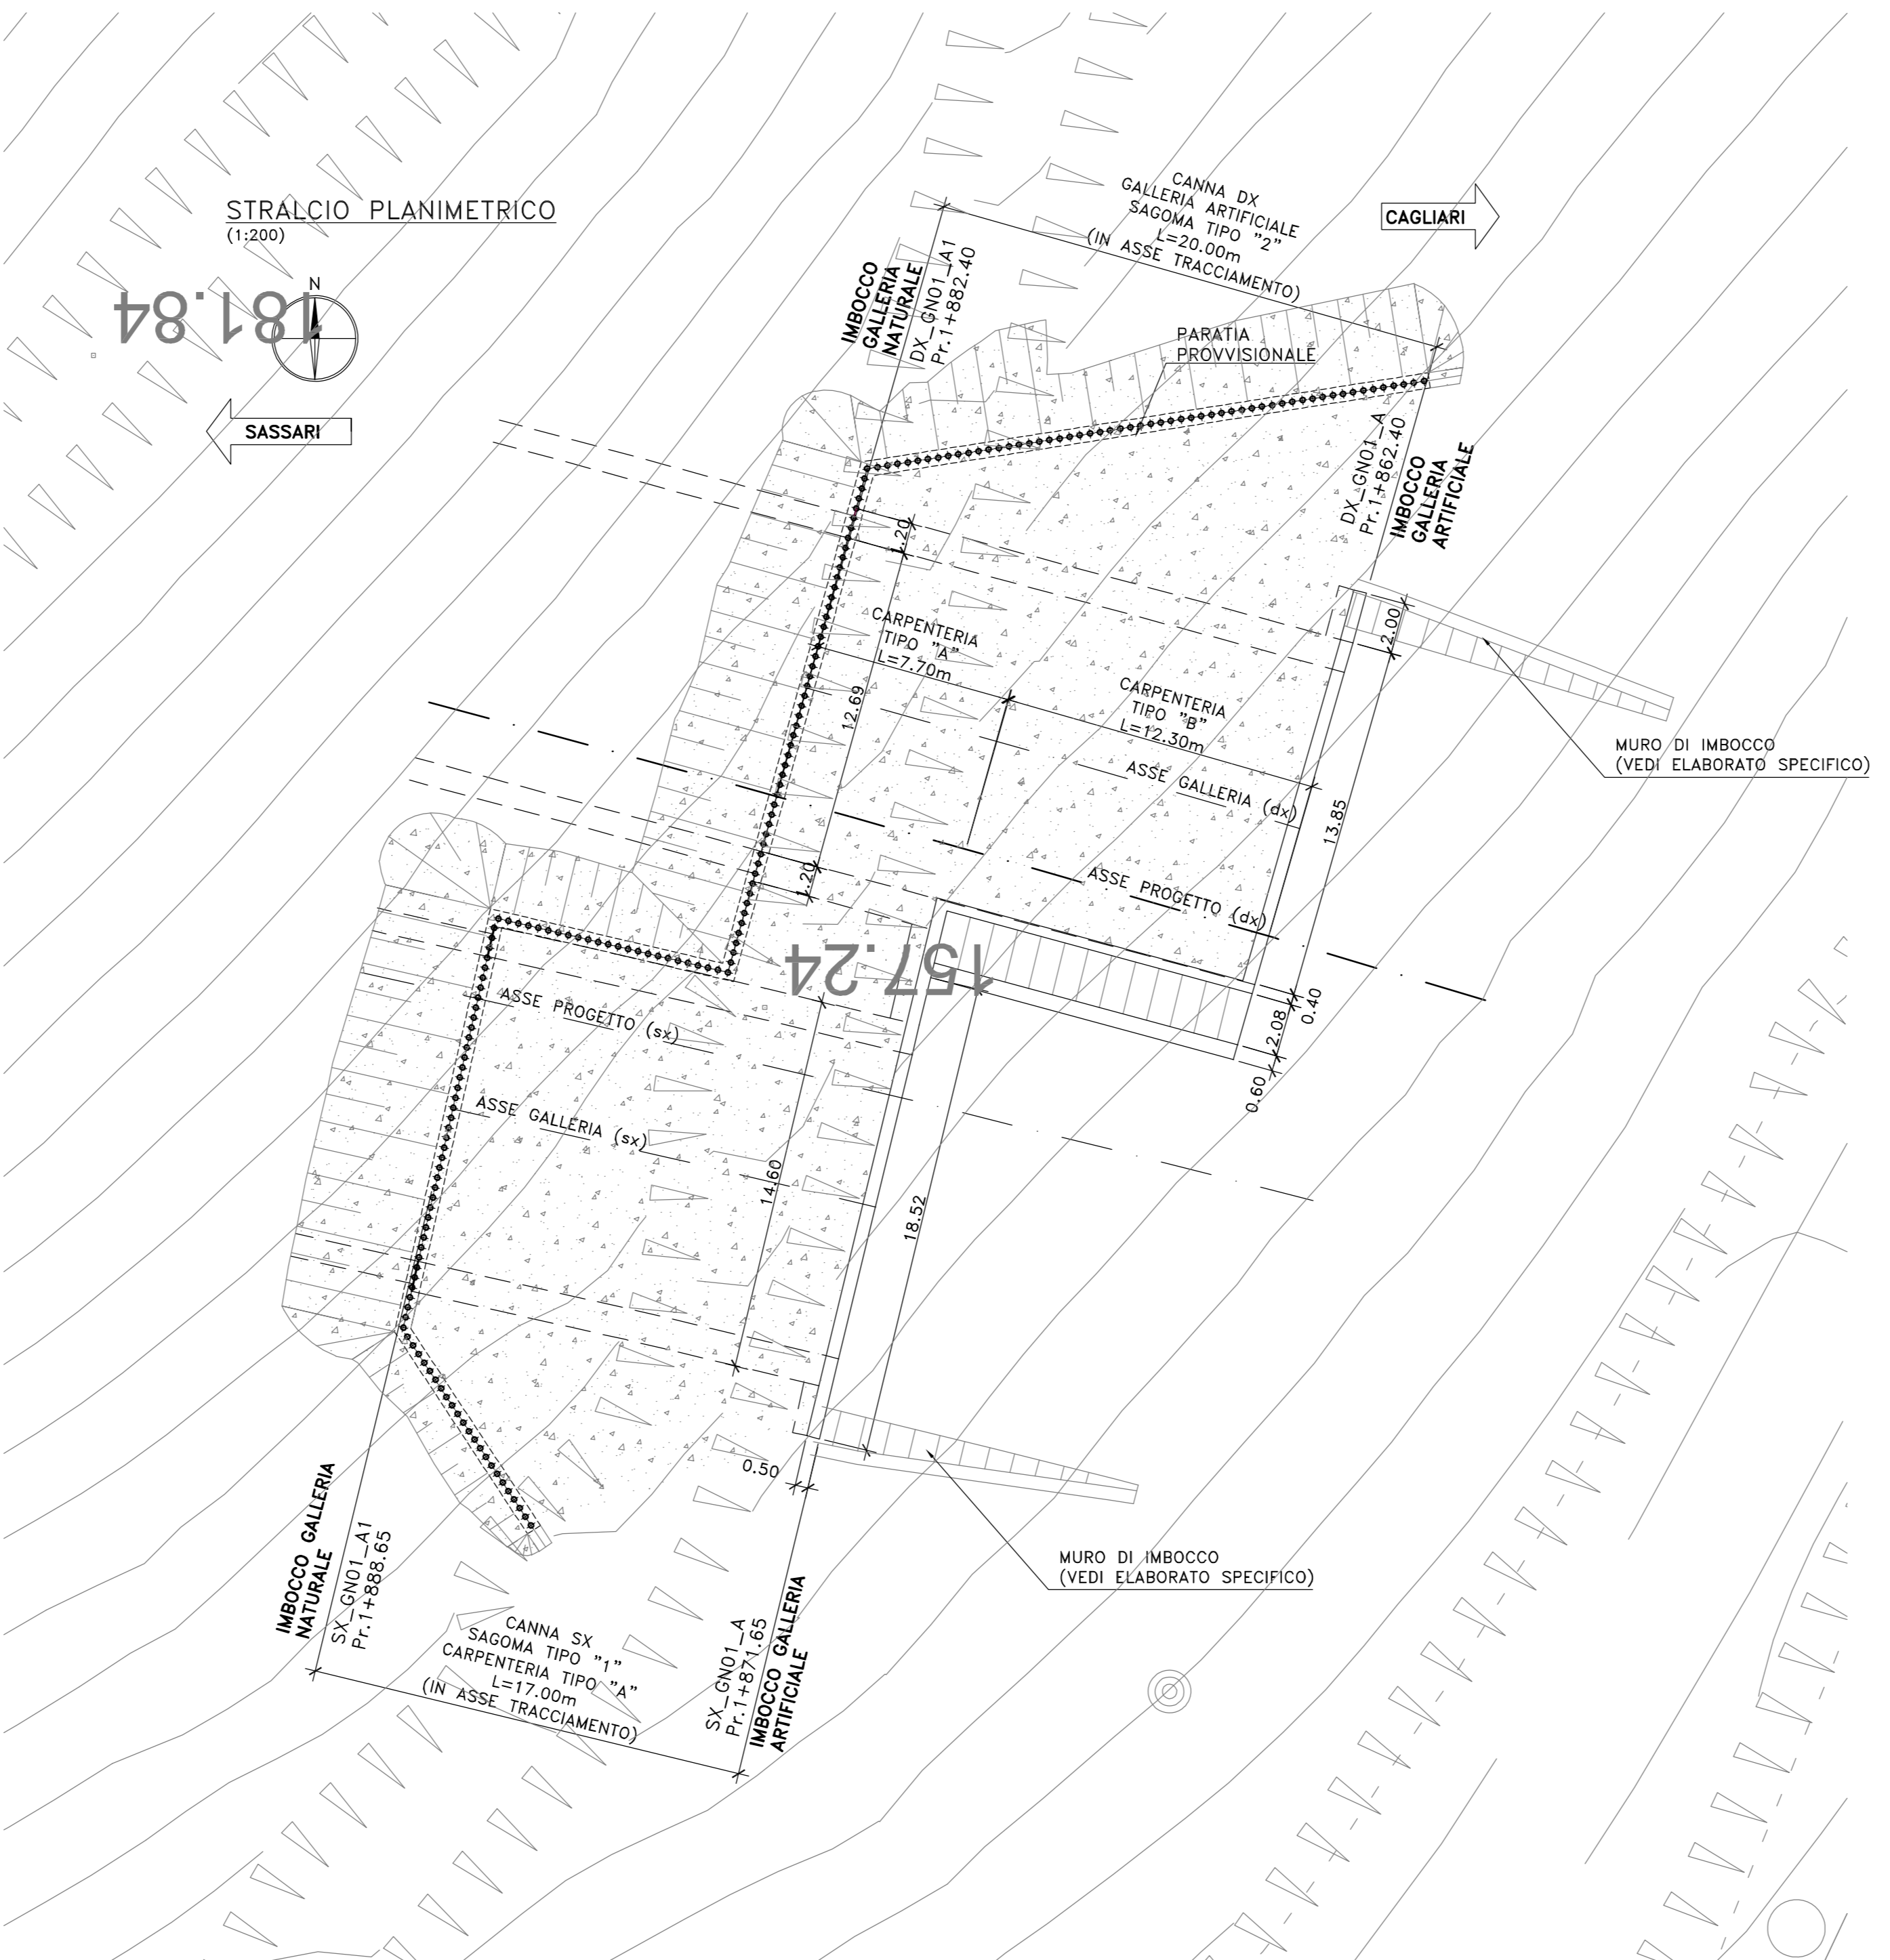 STRALCIO PLANIMETRICO
(1:200)
N
181.84
SASSARI
CAGLIARI
CANNA DX
GALLERIA ARTIFICIALE
SAGOMA TIPO "2"
L=20.00m
(IN ASSE TRACCIAMENTO)
IMBOCCO
GALLERIA
NATURALE
DX_GN01_A1
Pr.1+882.40
PARATIA
PROVVISIONALE
DX_GN01_A
Pr.1+862.40
IMBOCCO
GALLERIA
ARTIFICIALE
1.20
CARPENTERIA
TIPO "A"
L=7.70m
2.00
12.69
CARPENTERIA
TIPO "B"
L=12.30m
MURO DI IMBOCCO
(VEDI ELABORATO SPECIFICO)
ASSE GALLERIA (dx)
13.85
1.20
ASSE PROGETTO (dx)
157.24
0.40
2.08
0.60
ASSE PROGETTO (sx)
ASSE GALLERIA (sx)
14.60
18.52
0.50
IMBOCCO GALLERIA
NATURALE
SX_GN01_A1
Pr.1+888.65
MURO DI IMBOCCO
(VEDI ELABORATO SPECIFICO)
CANNA SX
SAGOMA TIPO "1"
CARPENTERIA TIPO "A"
L=17.00m
(IN ASSE TRACCIAMENTO)
SX_GN01_A
Pr.1+871.65
IMBOCCO GALLERIA
ARTIFICIALE